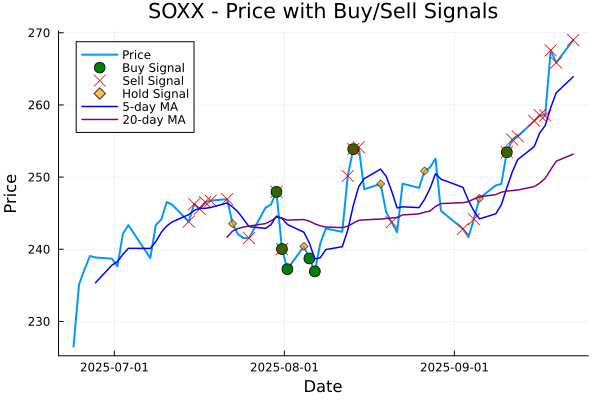 SOXX - Price with Buy/Sell Signals
270
260
250
240
230
Price
Price
Buy Signal
Sell Signal
Hold Signal
5-day MA
20-day MA
2025-07-01
2025-08-01
2025-09-01
Date